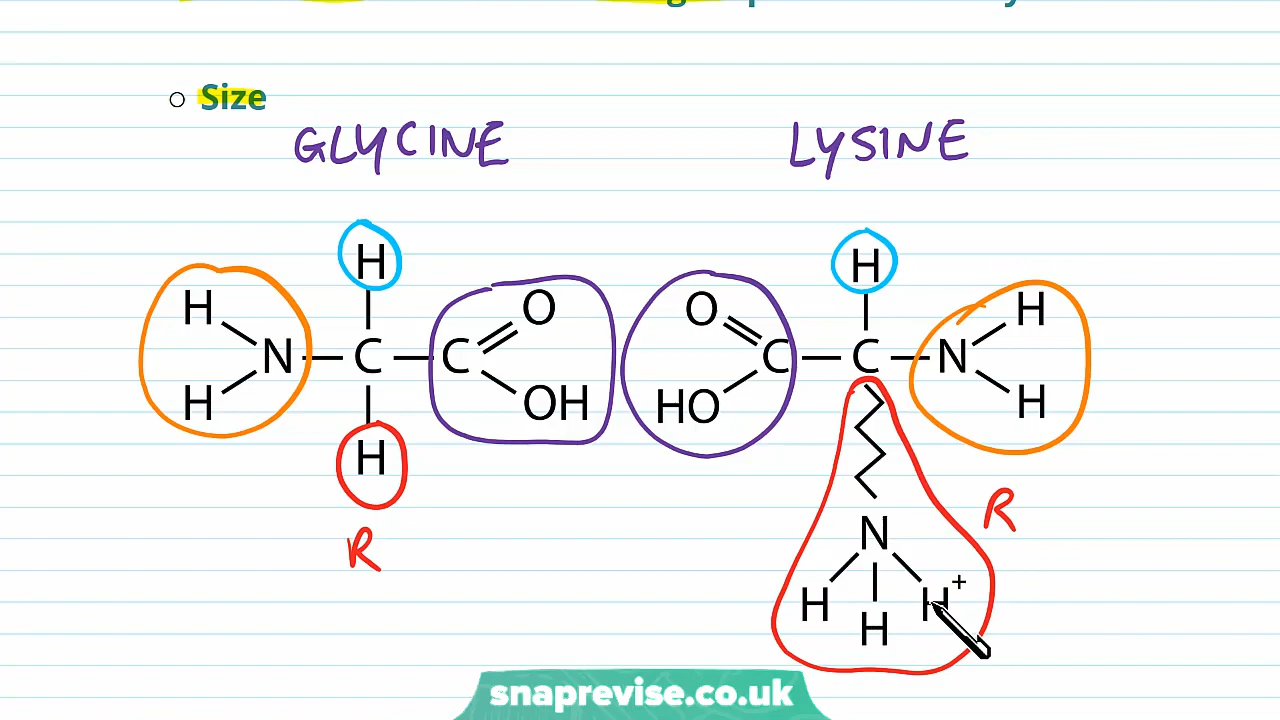 Size
GLYCINE LYSINE
H H
H O O H
N C C C C N
H OH HO H
H
N
R R
H H+
H
snaprevise.co.uk